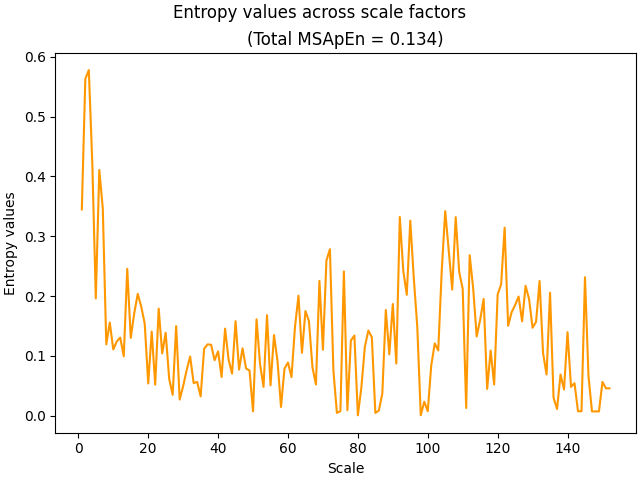 Entropy values across scale factors
(Total MSApEn = 0.134)
0.6
0.5
0.4
0.3
0.2
0.1
0.0
Entropy values
0 20 40 60 80 100 120 140
Scale